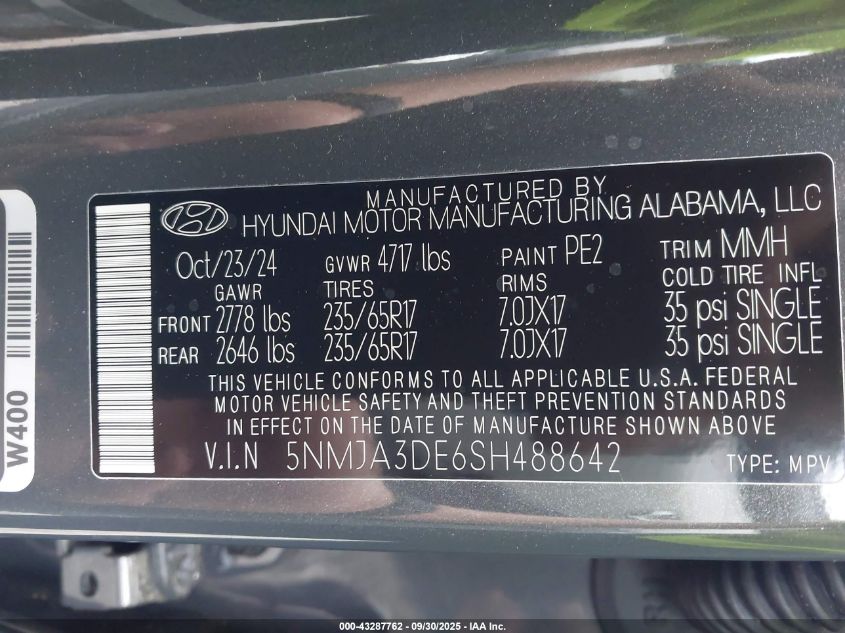 MANUFACTURED BY
HYUNDAI MOTOR MANUFACTURING ALABAMA, LLC
Oct/23/24 GVWR 4717 lbs PAINT PE2 TRIM MMH
GAWR TIRES RIMS COLD TIRE INFL
FRONT 2778 lbs 235/65R17 7.0JX17 35 psi SINGLE
REAR 2646 lbs 235/65R17 7.0JX17 35 psi SINGLE
THIS VEHICLE CONFORMS TO ALL APPLICABLE U.S.A. FEDERAL
MOTOR VEHICLE SAFETY AND THEFT PREVENTION STANDARDS
IN EFFECT ON THE DATE OF MANUFACTURE SHOWN ABOVE
V.I.N 5NMJA3DE6SH488642 TYPE: MPV
W400
000-43287762 - 09/30/2025 - IAA Inc.